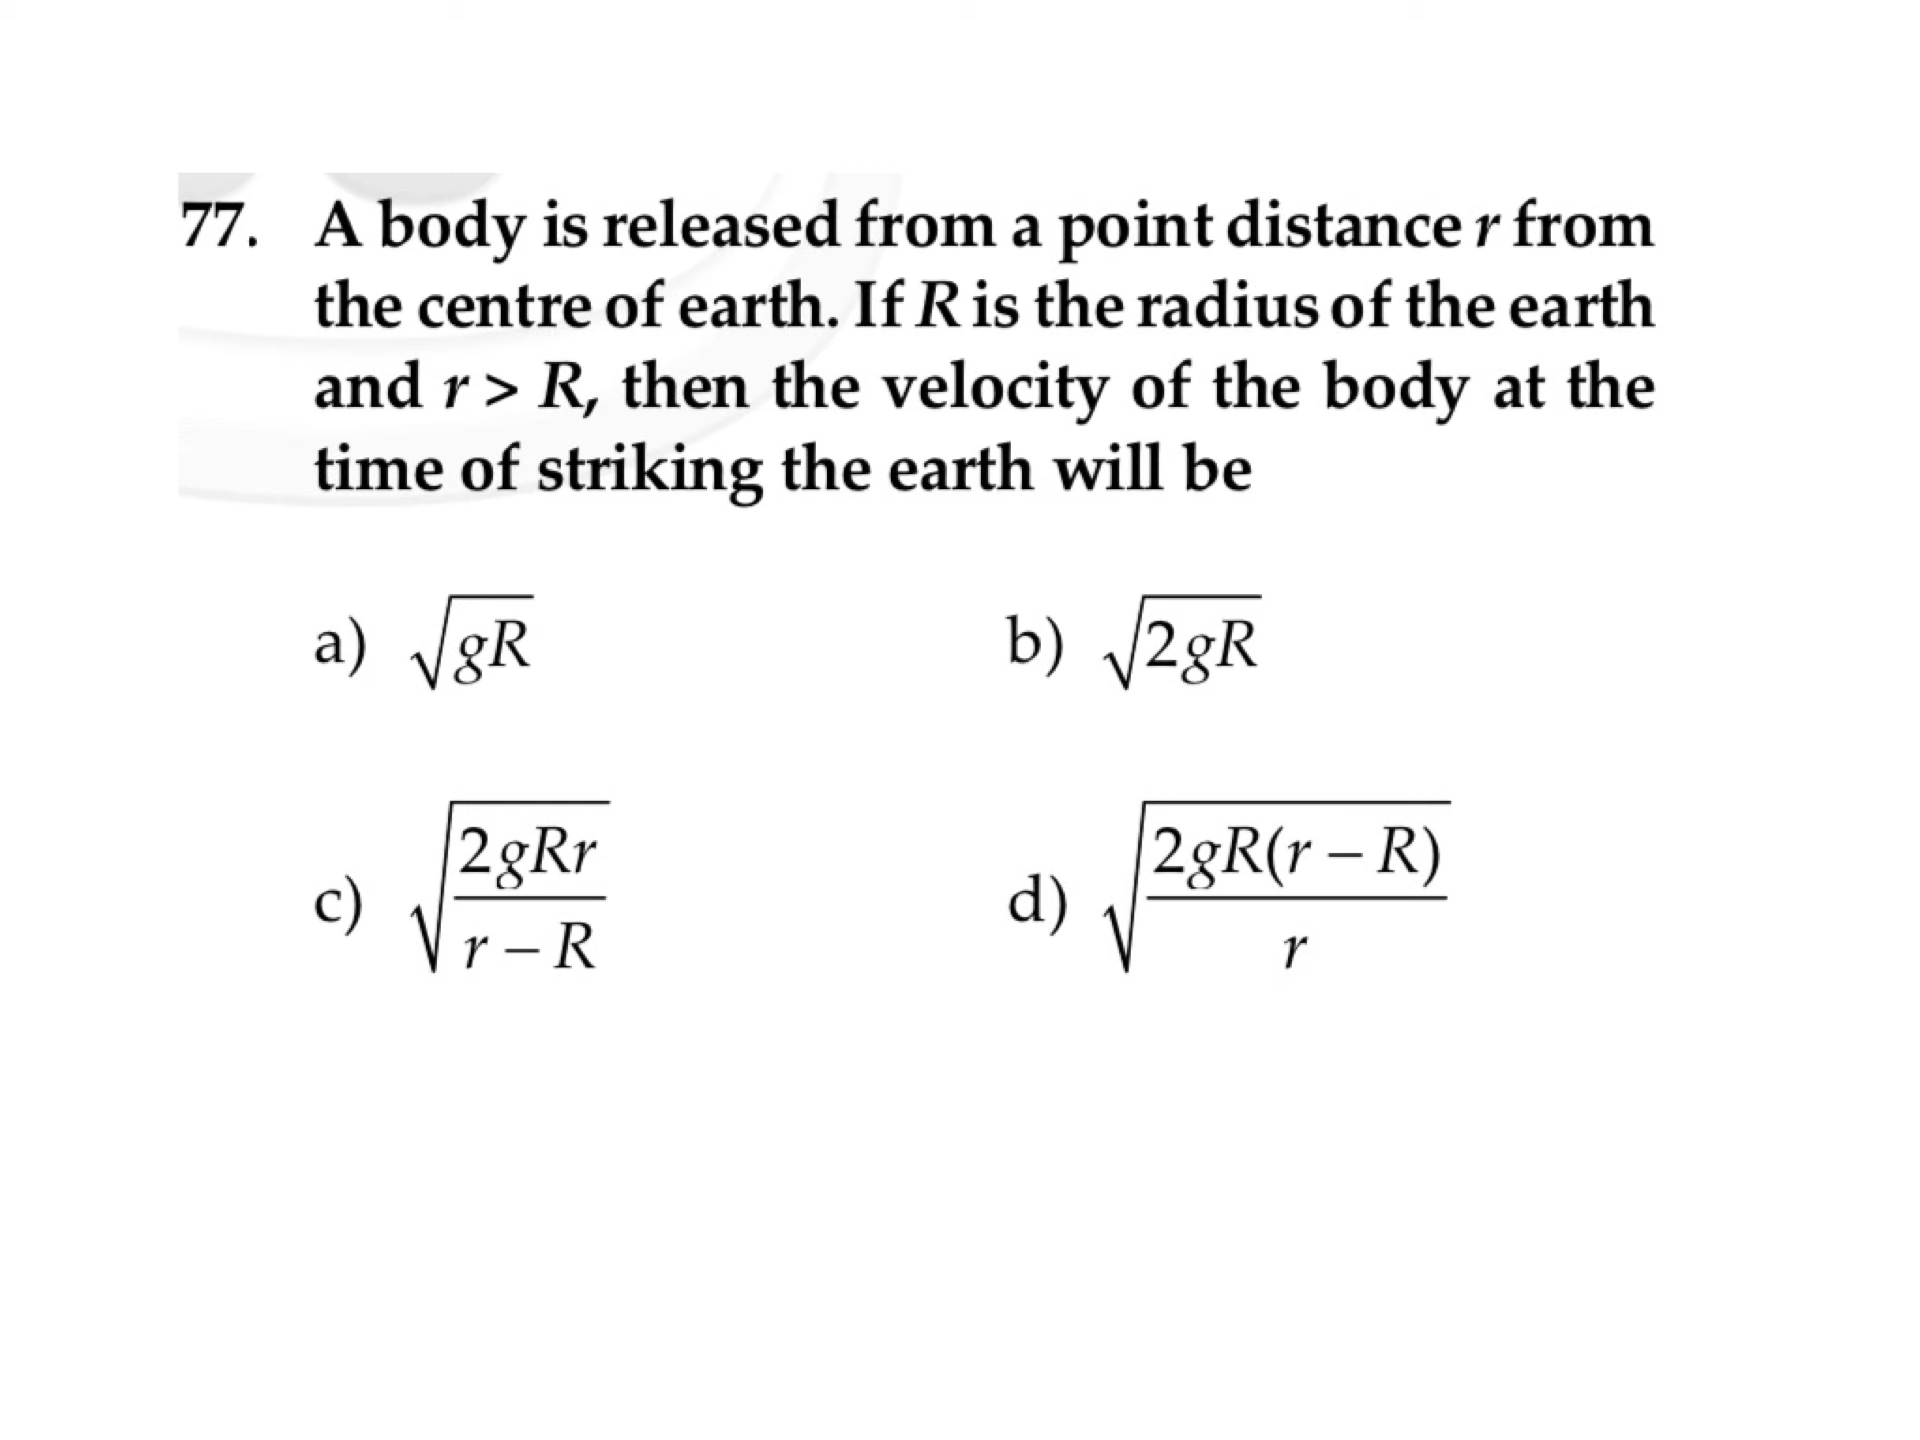 77. A body is released from a point distance r from
the centre of earth. If R is the radius of the earth
and r > R, then the velocity of the body at the
time of striking the earth will be
a) √gR b) √2gR
c) √(2gRr / r – R) d) √(2gR(r – R) / r)